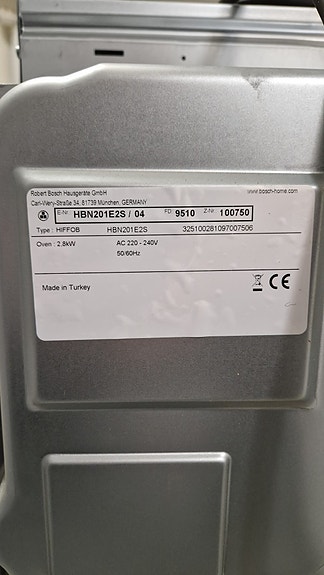 Robert Bosch Hausgeräte GmbH www.bosch-home.com
Carl-Wery-Straße 34, 81739 München, GERMANY
E-Nr. HBN201E2S / 04 FD 9510 Z-Nr. 100750
Type : HIFFOB HBN201E2S 325100281097007506
Oven : 2,8kW AC 220 - 240V
50/60Hz
Made in Turkey CE